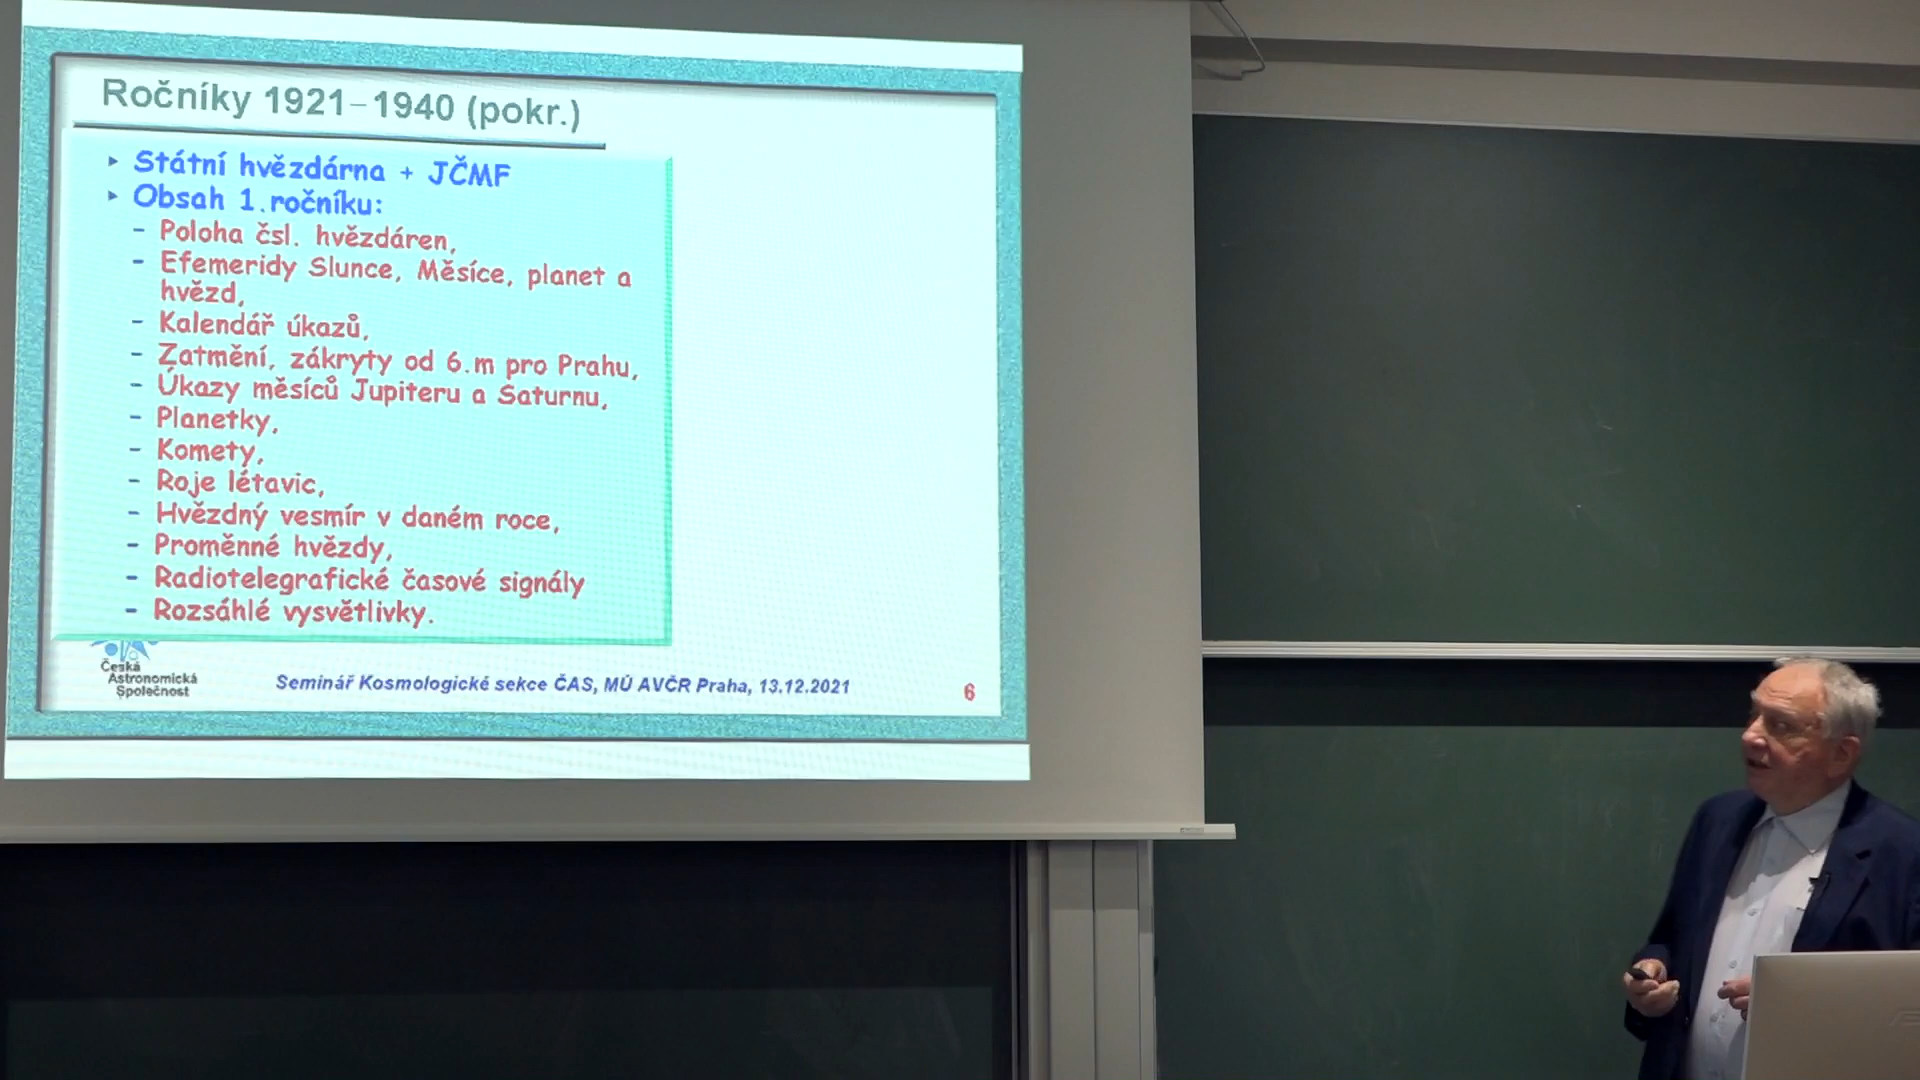 Ročníky 1921–1940 (pokr.)
▸ Státní hvězdárna + JČMF
▸ Obsah 1.ročníku:
– Poloha čsl. hvězdáren,
– Efemeridy Slunce, Měsíce, planet a
hvězd,
– Kalendář úkazů,
– Zatmění, zákryty od 6.m pro Prahu,
– Úkazy měsíců Jupiteru a Saturnu,
– Planetky,
– Komety,
– Roje létavic,
– Hvězdný vesmír v daném roce,
– Proměnné hvězdy,
– Radiotelegrafické časové signály
– Rozsáhlé vysvětlivky.
Česká
Astronomická
Společnost
Seminář Kosmologické sekce ČAS, MÚ AVČR Praha, 13.12.2021
6